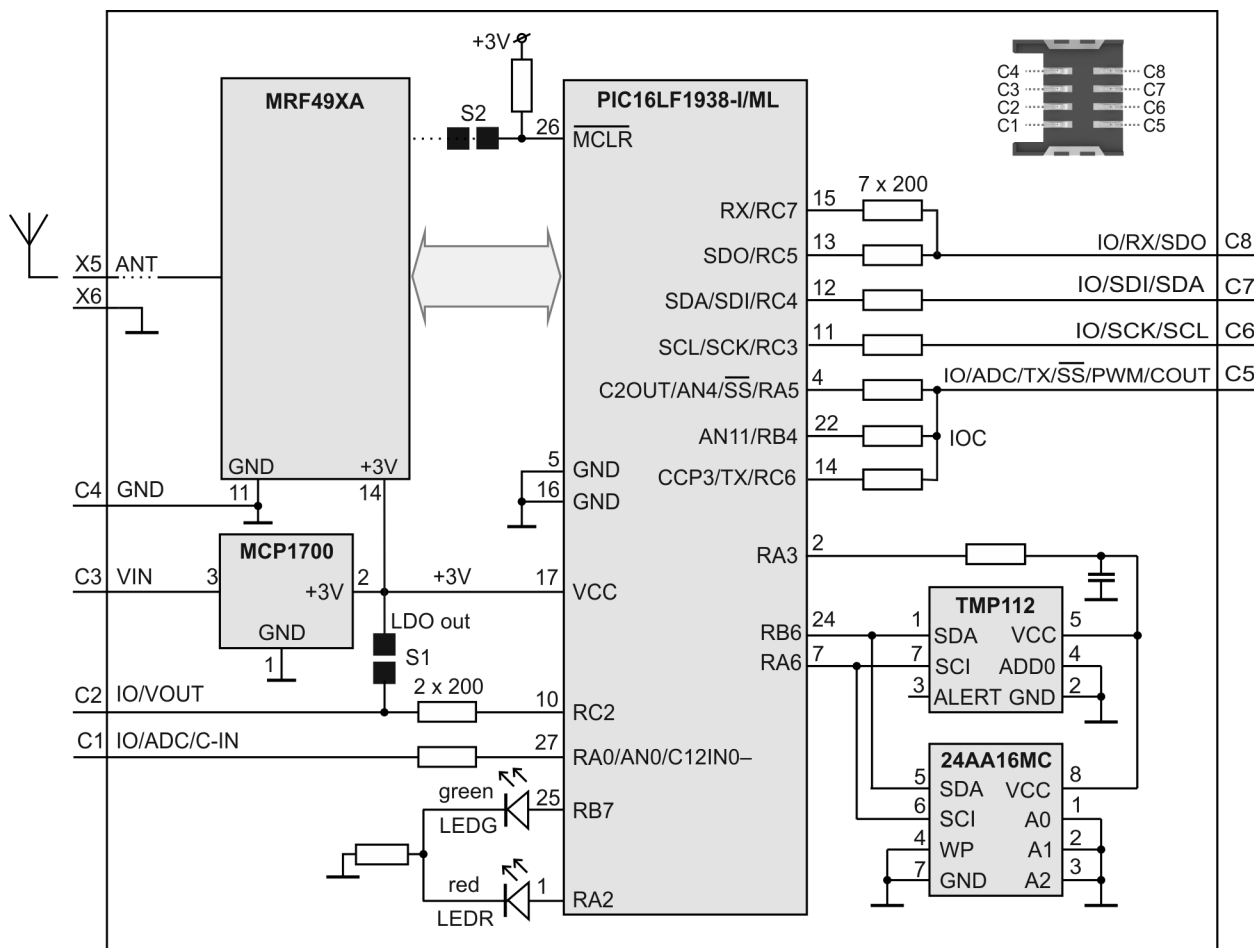 +3V
MRF49XA
S2
26
MCLR
PIC16LF1938-I/ML
C4
C3
C2
C1
C8
C7
C6
C5
7 x 200
RX/RC7
15
SDO/RC5
13
IO/RX/SDO
C8
SDA/SDI/RC4
12
IO/SDI/SDA
C7
SCL/SCK/RC3
11
IO/SCK/SCL
C6
C2OUT/AN4/SS/RA5
4
IO/ADC/TX/SS/PWM/COUT
C5
AN11/RB4
22
IOC
CCP3/TX/RC6
14
X5
ANT
X6
GND
+3V
11
14
C4
GND
5
GND
16
GND
MCP1700
C3
VIN
3
+3V
2
+3V
17
VCC
GND
1
LDO out
S1
C2
IO/VOUT
2 x 200
10
RC2
C1
IO/ADC/C-IN
27
RA0/AN0/C12IN0–
green
LEDG
25
RB7
red
LEDR
1
RA2
RA3
2
RB6
24
RA6
7
TMP112
1
SDA
VCC
5
7
SCI
ADD0
4
3
ALERT
GND
2
24AA16MC
5
SDA
VCC
8
6
SCI
A0
1
4
WP
A1
2
7
GND
A2
3